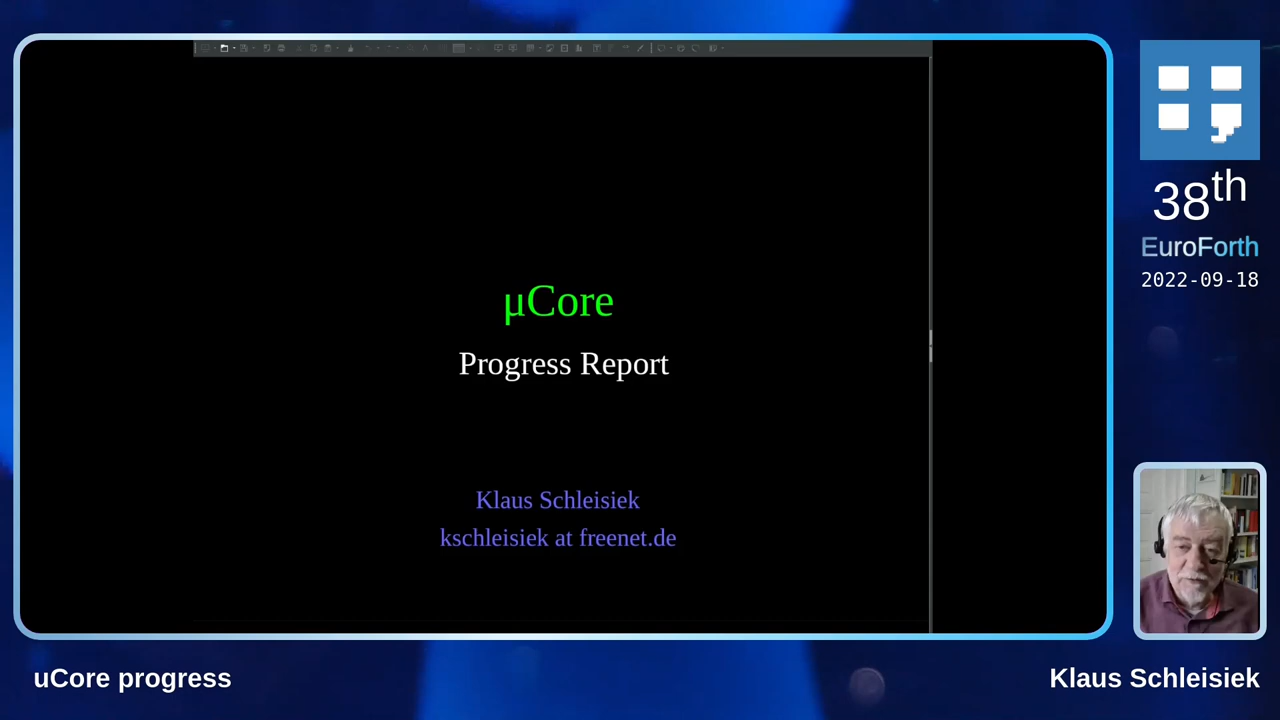 μCore
Progress Report
Klaus Schleisiek
kschleisiek at freenet.de
38th
EuroForth
2022-09-18
uCore progress
Klaus Schleisiek